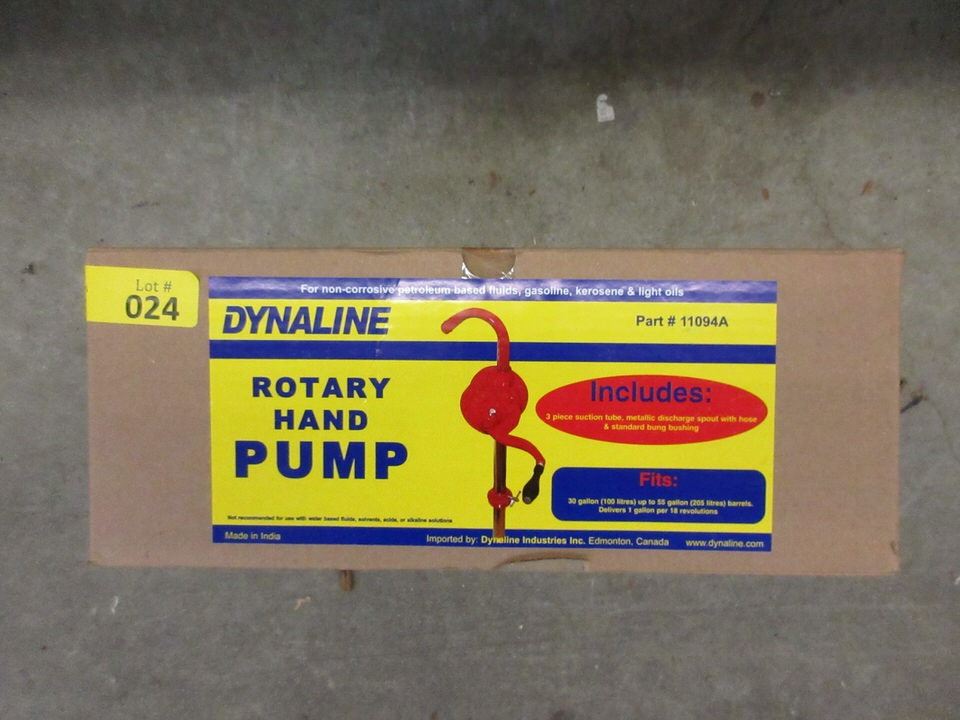 Lot #
024
For non-corrosive petroleum based fluids, gasoline, kerosene & light oils
DYNALINE
Part # 11094A
ROTARY
HAND
PUMP
Includes:
3 piece suction tube, metallic discharge spout with hose
& standard bung bushing
Fits:
30 gallon (100 litres) up to 55 gallon (205 litres) barrels.
Delivers 1 gallon per 18 revolutions
Not recommended for use with water based fluids, solvents, acids, or alkaline solutions
Made in India
Imported by: Dynaline Industries Inc. Edmonton, Canada
www.dynaline.com